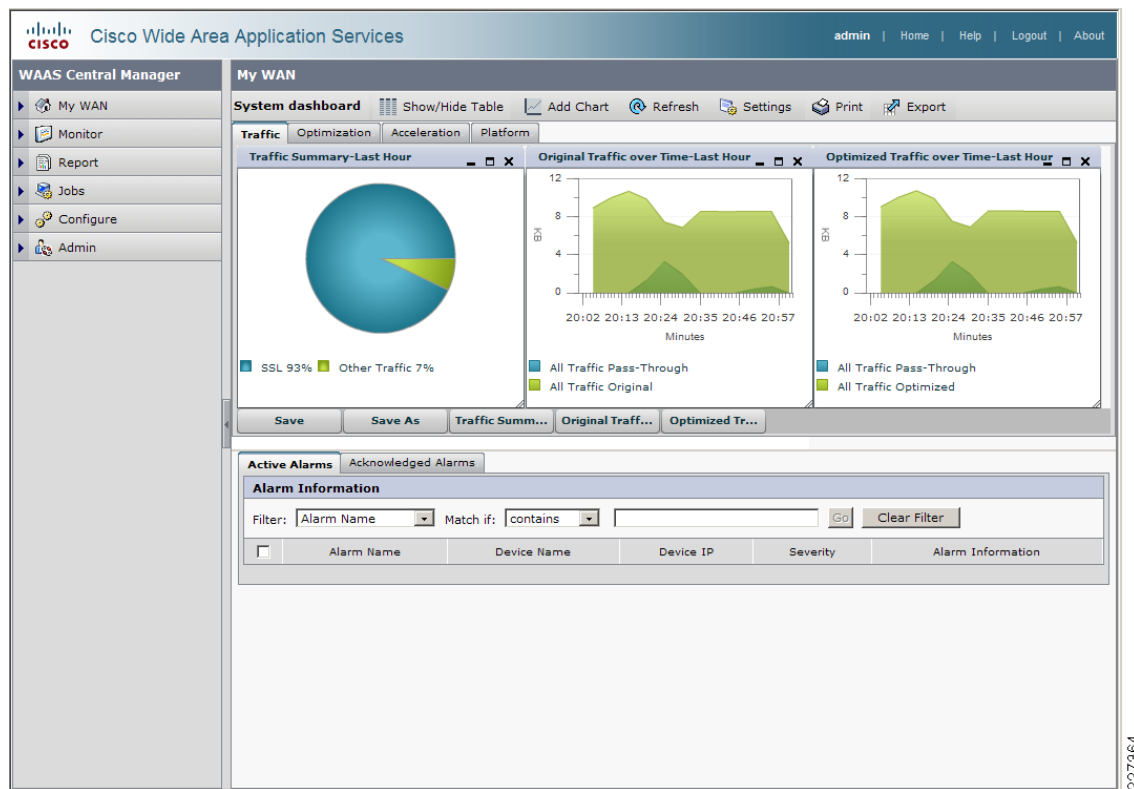 CISCO
Cisco Wide Area Application Services
admin | Home | Help | Logout | About
WAAS Central Manager
My WAN
Monitor
Report
Jobs
Configure
Admin
My WAN
System dashboard Show/Hide Table Add Chart Refresh Settings Print Export
Traffic Optimization Acceleration Platform
Traffic Summary-Last Hour
SSL 93% Other Traffic 7%
Original Traffic over Time-Last Hour
12
8
4
0
KB
20:02 20:13 20:24 20:35 20:46 20:57
Minutes
All Traffic Pass-Through
All Traffic Original
Optimized Traffic over Time-Last Hour
12
8
4
0
KB
20:02 20:13 20:24 20:35 20:46 20:57
Minutes
All Traffic Pass-Through
All Traffic Optimized
Save Save As Traffic Summ... Original Traff... Optimized Tr...
Active Alarms Acknowledged Alarms
Alarm Information
Filter: Alarm Name Match if: contains Go Clear Filter
Alarm Name Device Name Device IP Severity Alarm Information
227364